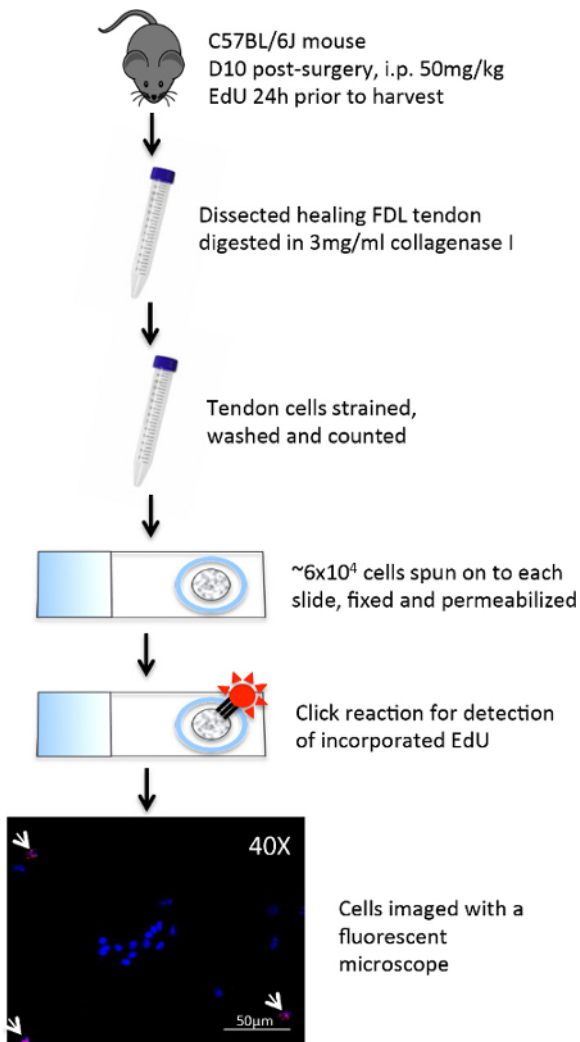 C57BL/6J mouse
D10 post-surgery, i.p. 50mg/kg
EdU 24h prior to harvest
Dissected healing FDL tendon
digested in 3mg/ml collagenase I
Tendon cells strained,
washed and counted
~6x10⁴ cells spun on to each
slide, fixed and permeabilized
Click reaction for detection
of incorporated EdU
40X
50µm
Cells imaged with a
fluorescent
microscope